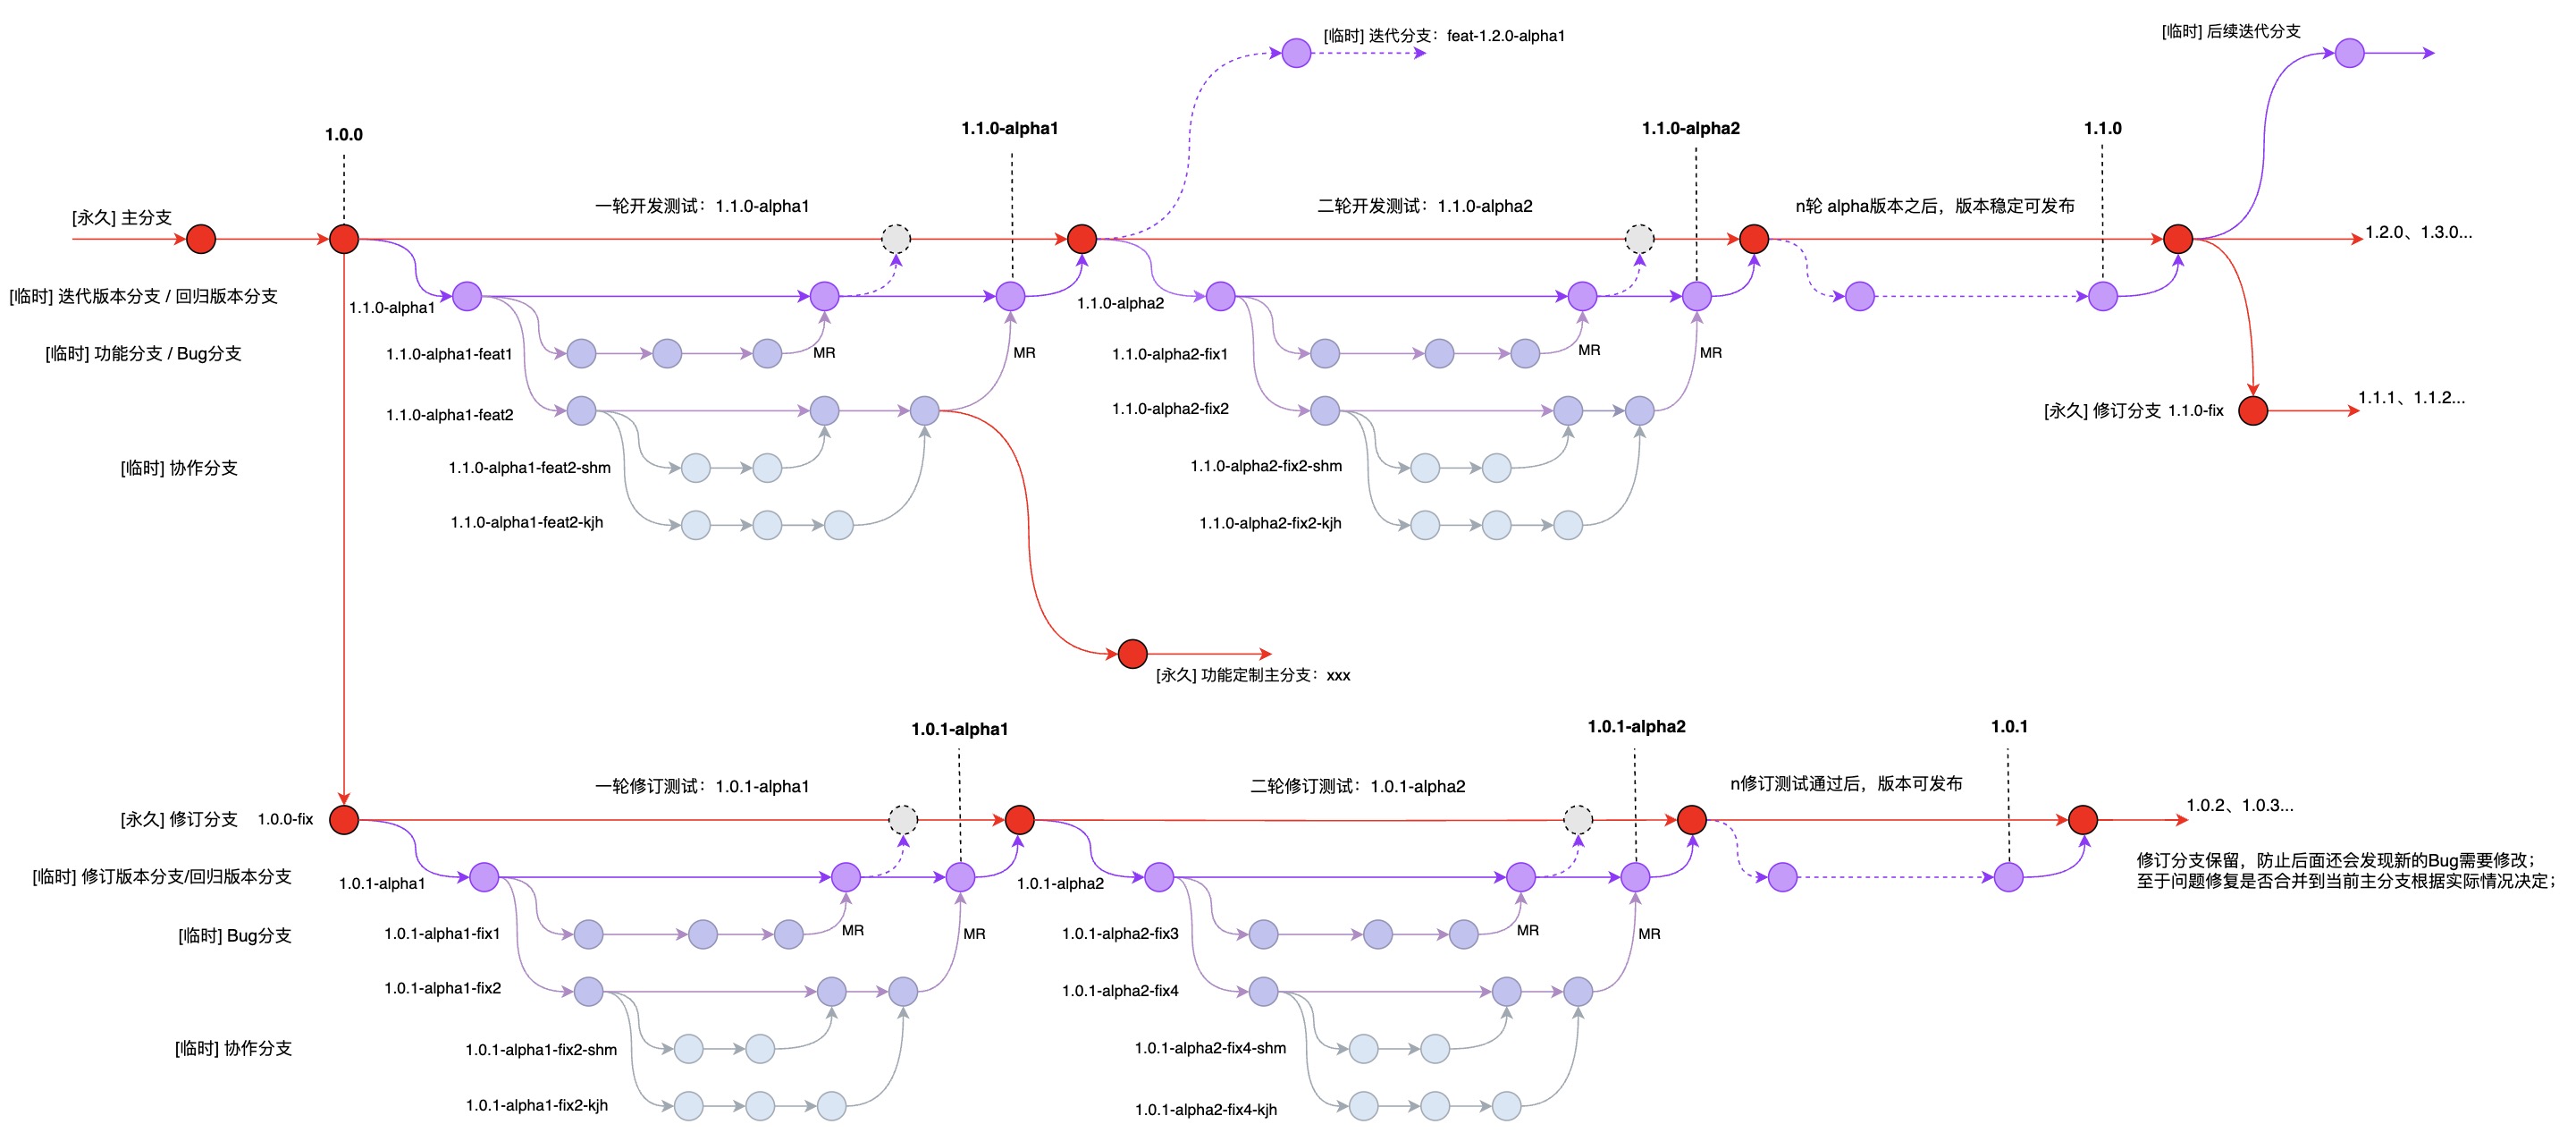 [临时] 迭代分支：feat-1.2.0-alpha1
[临时] 后续迭代分支
1.0.0
1.1.0-alpha1
1.1.0-alpha2
1.1.0
[永久] 主分支
一轮开发测试：1.1.0-alpha1
二轮开发测试：1.1.0-alpha2
n轮 alpha版本之后，版本稳定可发布
1.2.0、1.3.0...
[临时] 迭代版本分支 / 回归版本分支
1.1.0-alpha1
1.1.0-alpha2
[临时] 功能分支 / Bug分支
1.1.0-alpha1-feat1
MR
MR
1.1.0-alpha2-fix1
MR
MR
1.1.0-alpha1-feat2
1.1.0-alpha2-fix2
[永久] 修订分支 1.1.0-fix
1.1.1、1.1.2...
[临时] 协作分支
1.1.0-alpha1-feat2-shm
1.1.0-alpha2-fix2-shm
1.1.0-alpha1-feat2-kjh
1.1.0-alpha2-fix2-kjh
[永久] 功能定制主分支：xxx
1.0.1-alpha1
1.0.1-alpha2
1.0.1
一轮修订测试：1.0.1-alpha1
二轮修订测试：1.0.1-alpha2
n修订测试通过后，版本可发布
[永久] 修订分支 1.0.0-fix
1.0.2、1.0.3...
[临时] 修订版本分支/回归版本分支
1.0.1-alpha1
1.0.1-alpha2
修订分支保留，防止后面还会发现新的Bug需要修改；
至于问题修复是否合并到当前主分支根据实际情况决定；
[临时] Bug分支
1.0.1-alpha1-fix1
MR
MR
1.0.1-alpha2-fix3
MR
MR
1.0.1-alpha1-fix2
1.0.1-alpha2-fix4
[临时] 协作分支
1.0.1-alpha1-fix2-shm
1.0.1-alpha2-fix4-shm
1.0.1-alpha1-fix2-kjh
1.0.1-alpha2-fix4-kjh